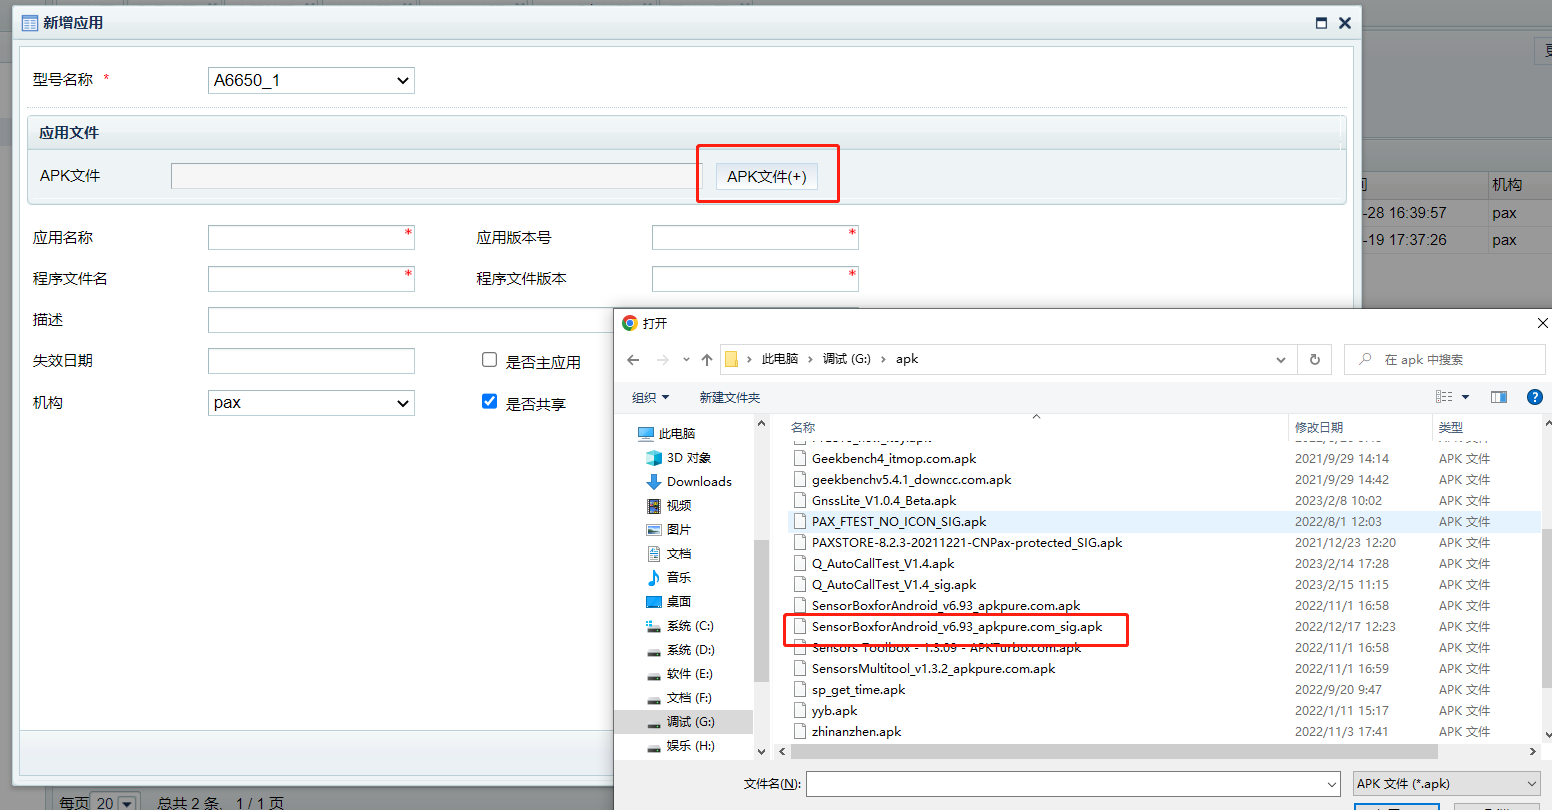 新增应用
型号名称 * A6650_1
更
应用文件
APK文件 APK文件(+)
机构
-28 16:39:57 pax
-19 17:37:26 pax
应用名称 * 应用版本号 *
程序文件名 * 程序文件版本 *
描述
失效日期 是否主应用
机构 pax 是否共享
打开
此电脑 › 调试 (G:) › apk 在 apk 中搜索
组织 新建文件夹
名称 修改日期 类型
此电脑
3D 对象
Downloads
视频
图片
文档
音乐
桌面
系统 (C:)
系统 (D:)
软件 (E:)
文档 (F:)
调试 (G:)
娱乐 (H:)
Geekbench4_itmop.com.apk 2021/9/29 14:14 APK 文件
geekbenchv5.4.1_downcc.com.apk 2021/9/29 14:42 APK 文件
GnssLite_V1.0.4_Beta.apk 2023/2/8 10:02 APK 文件
PAX_FTEST_NO_ICON_SIG.apk 2022/8/1 12:03 APK 文件
PAXSTORE-8.2.3-20211221-CNPax-protected_SIG.apk 2021/12/23 12:20 APK 文件
Q_AutoCallTest_V1.4.apk 2023/2/14 17:28 APK 文件
Q_AutoCallTest_V1.4_sig.apk 2023/2/15 11:15 APK 文件
SensorBoxforAndroid_v6.93_apkpure.com.apk 2022/11/1 16:58 APK 文件
SensorBoxforAndroid_v6.93_apkpure.com_sig.apk 2022/12/17 12:23 APK 文件
Sensors Toolbox - 1.3.09 - APKTurbo.com.apk 2022/11/1 16:58 APK 文件
SensorsMultitool_v1.3.2_apkpure.com.apk 2022/11/1 16:59 APK 文件
sp_get_time.apk 2022/9/20 9:47 APK 文件
yyb.apk 2022/1/11 15:17 APK 文件
zhinanzhen.apk 2022/11/3 17:41 APK 文件
文件名(N): APK 文件 (*.apk)
每页 20 总共 2 条, 1 / 1 页